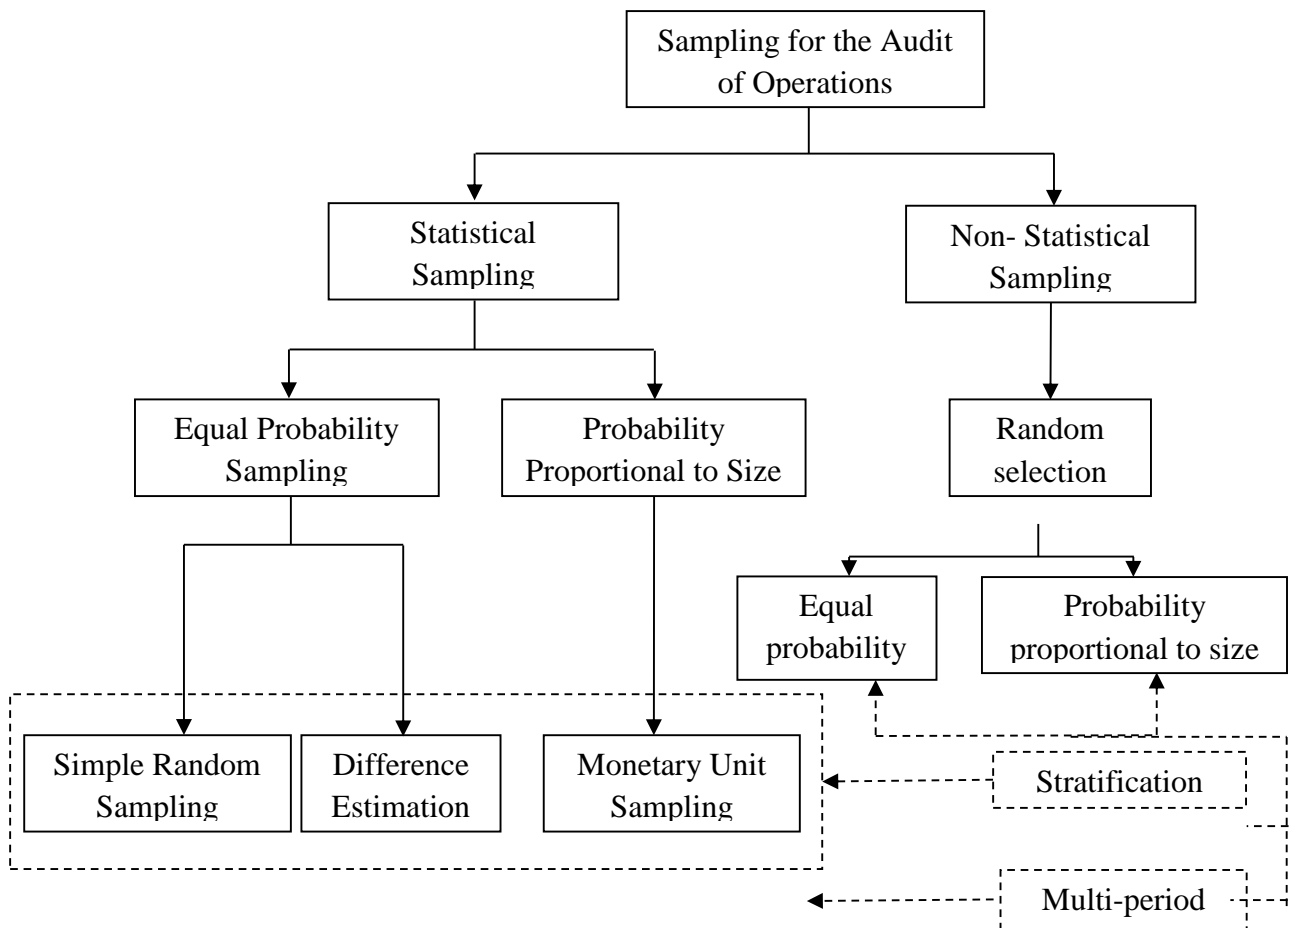 Sampling for the Audit
of Operations
Statistical
Sampling
Non- Statistical
Sampling
Equal Probability
Sampling
Probability
Proportional to Size
Random
selection
Equal
probability
Probability
proportional to size
Simple Random
Sampling
Difference
Estimation
Monetary Unit
Sampling
Stratification
Multi-period